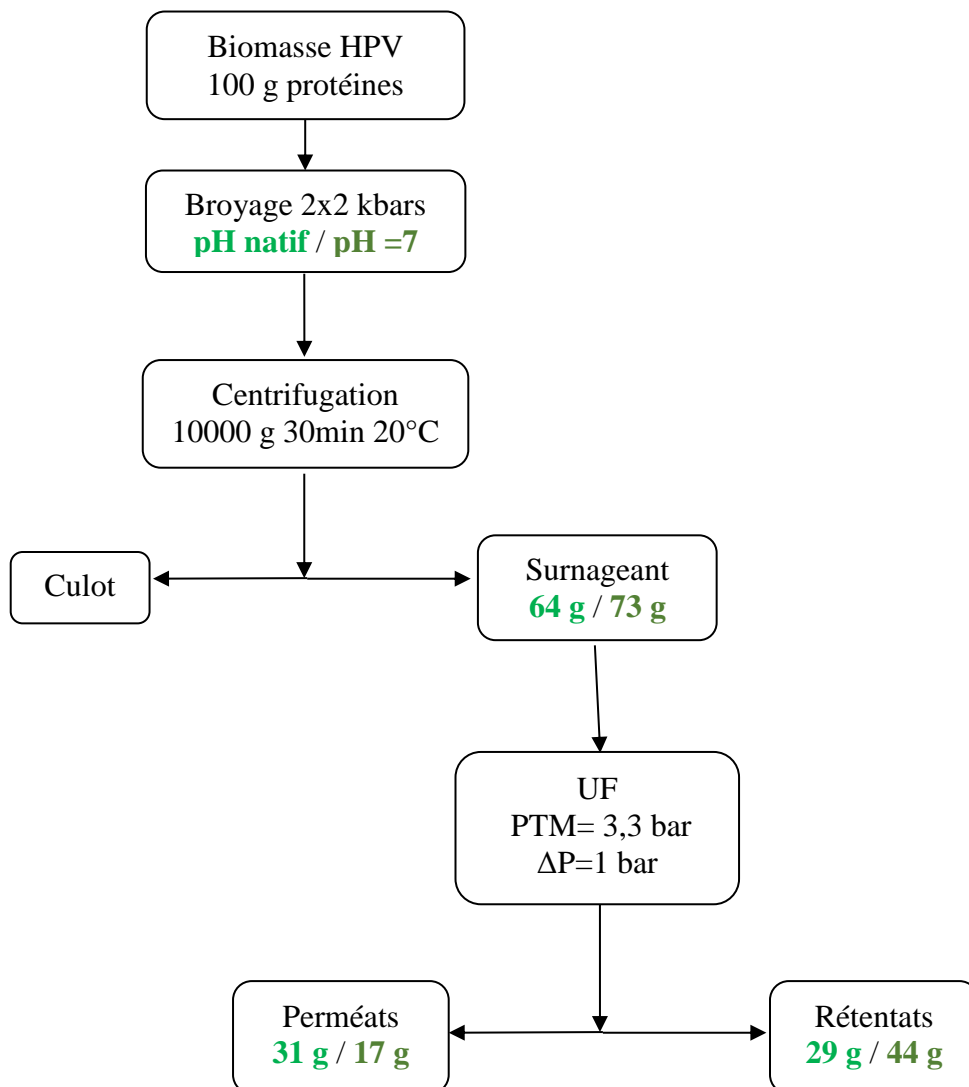 Biomasse HPV
100 g protéines
Broyage 2x2 kbars
pH natif / pH =7
Centrifugation
10000 g 30min 20°C
Culot
Surnageant
64 g / 73 g
UF
PTM= 3,3 bar
ΔP=1 bar
Perméats
31 g / 17 g
Rétentats
29 g / 44 g